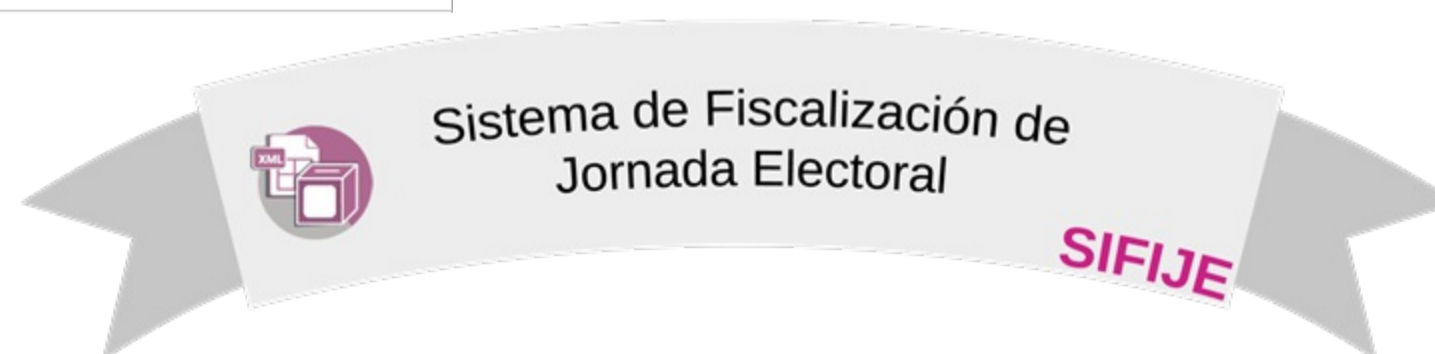 Sistema de Fiscalización de
Jornada Electoral
XML
SIFIJE